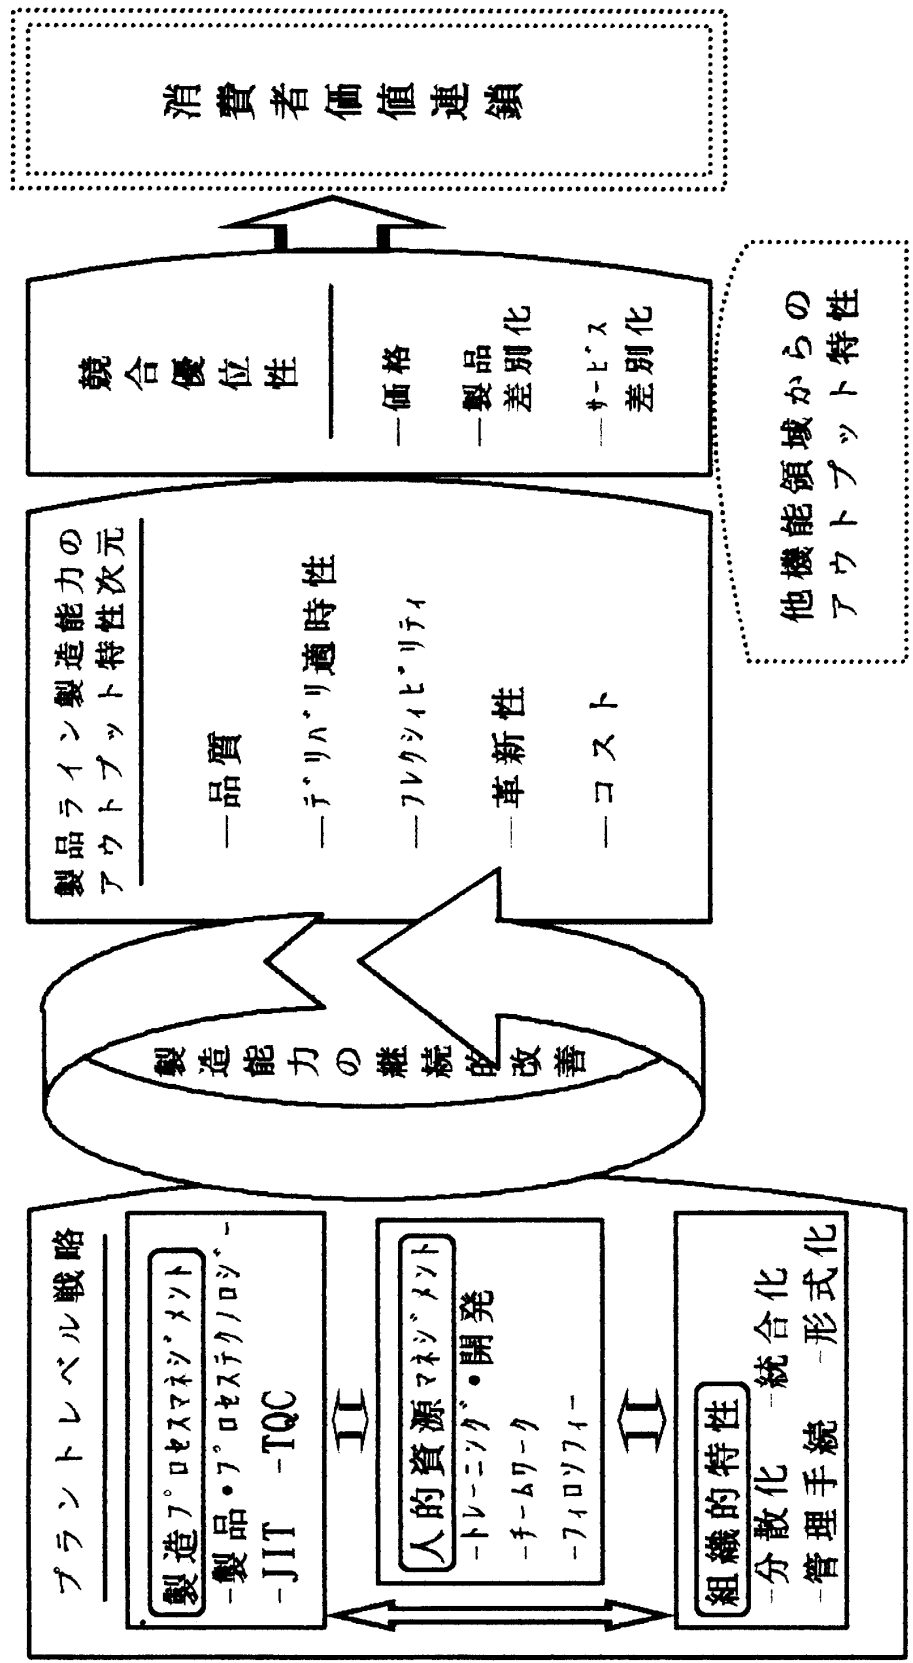 プラントレベル戦略
製造プロセスマネジメント
-製品・プロセステクノロジー
-JIT -TQC
人的資源マネジメント
-トレーニング・開発
-チームワーク
-フィロソフィー
組織的特性
-分散化 -統合化
-管理手続 -形式化
製造能力の継続的改善
製品ライン製造能力の
アウトプット特性次元
―品質
―デリバリ適時性
―フレクシィビリティ
―革新性
―コスト
競合優位性
―価格
―製品
差別化
―サービス
差別化
他機能領域からの
アウトプット特性
消費者価値連鎖